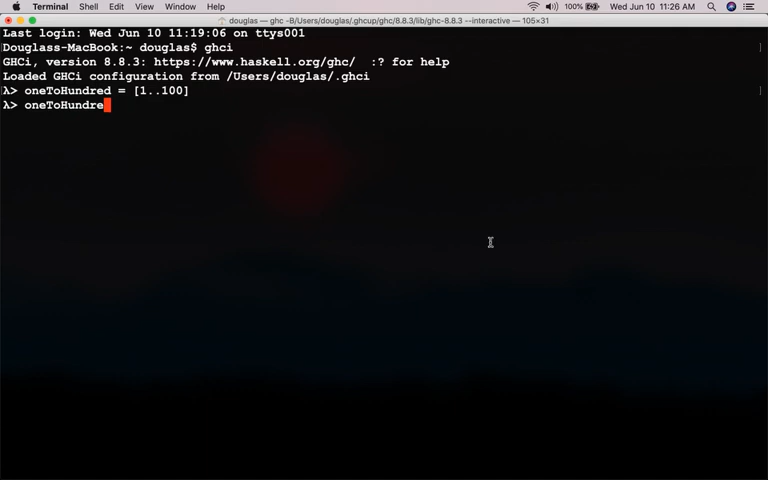 Terminal Shell Edit View Window Help 100% Wed Jun 10 11:26 AM
douglas — ghc -B/Users/douglas/.ghcup/ghc/8.8.3/lib/ghc-8.8.3 --interactive — 105×31
Last login: Wed Jun 10 11:19:06 on ttys001
Douglass-MacBook:~ douglas$ ghci
GHCi, version 8.8.3: https://www.haskell.org/ghc/  :? for help
Loaded GHCi configuration from /Users/douglas/.ghci
λ> oneToHundred = [1..100]
λ> oneToHundre